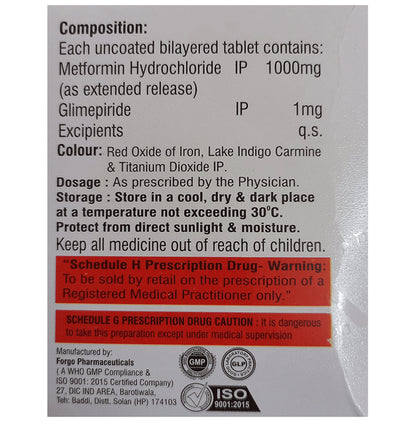 Composition:
Each uncoated bilayered tablet contains:
Metformin Hydrochloride IP 1000mg
(as extended release)
Glimepiride IP 1mg
Excipients q.s.
Colour: Red Oxide of Iron, Lake Indigo Carmine
& Titanium Dioxide IP.
Dosage : As prescribed by the Physician.
Storage : Store in a cool, dry & dark place
at a temperature not exceeding 30°C.
Protect from direct sunlight & moisture.
Keep all medicine out of reach of children.
"Schedule H Prescription Drug- Warning:
To be sold by retail on the prescription of a
Registered Medical Practitioner only."
SCHEDULE G PRESCRIPTION DRUG CAUTION : It is dangerous
to take this preparation except under medical supervision
Manufactured by:
Forgo Pharmaceuticals
( A WHO GMP Compliance &
ISO 9001: 2015 Certified Company)
27, DIC IND AREA, Barotiwala,
Teh: Baddi, Distt. Solan (HP) 174103
GMP
GLP
ISO
9001:2015